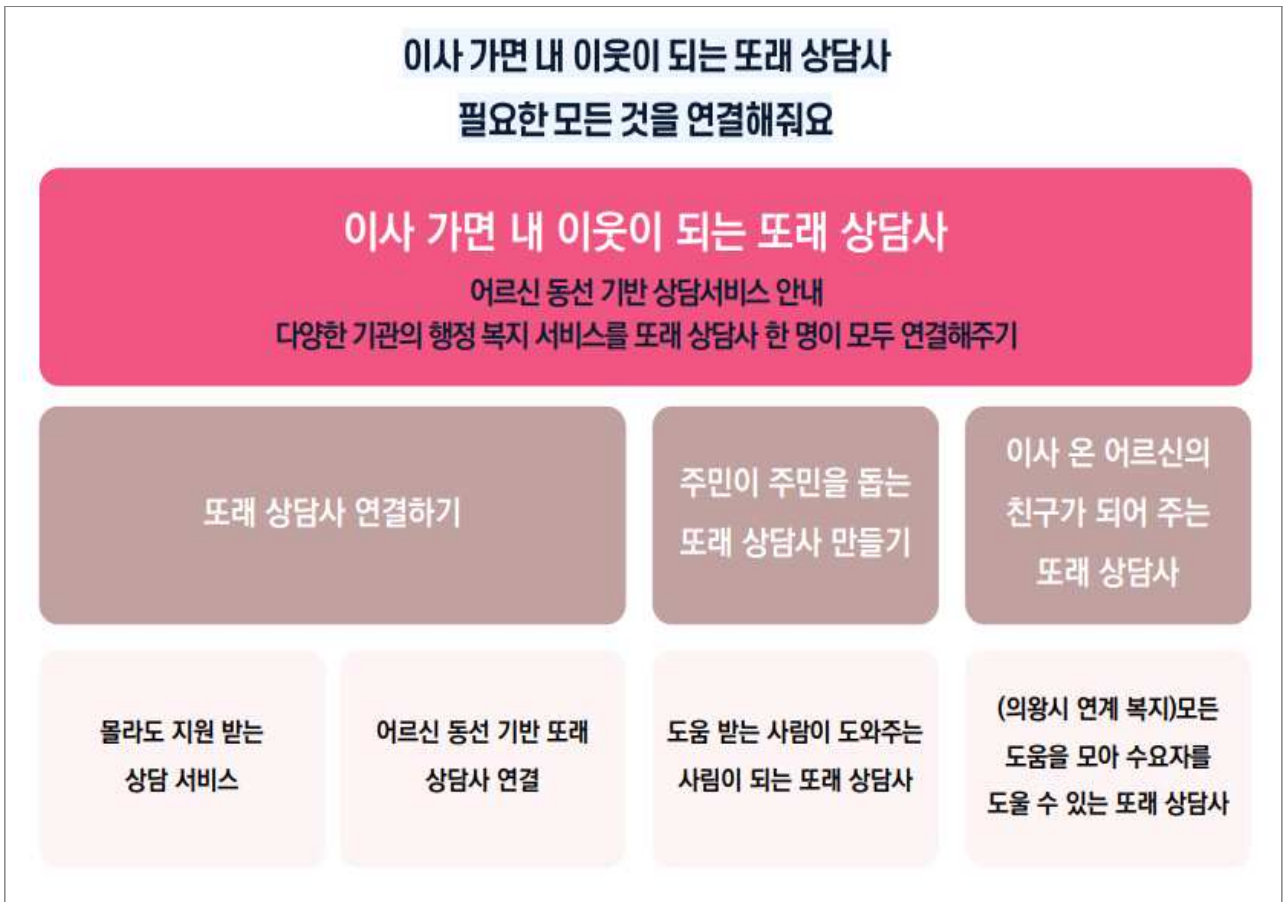 이사 가면 내 이웃이 되는 또래 상담사
필요한 모든 것을 연결해줘요
이사 가면 내 이웃이 되는 또래 상담사
어르신 동선 기반 상담서비스 안내
다양한 기관의 행정 복지 서비스를 또래 상담사 한 명이 모두 연결해주기
또래 상담사 연결하기
주민이 주민을 돕는
또래 상담사 만들기
이사 온 어르신의
친구가 되어 주는
또래 상담사
몰라도 지원 받는
상담 서비스
어르신 동선 기반 또래
상담사 연결
도움 받는 사람이 도와주는
사림이 되는 또래 상담사
(의왕시 연계 복지)모든
도움을 모아 수요자를
도울 수 있는 또래 상담사